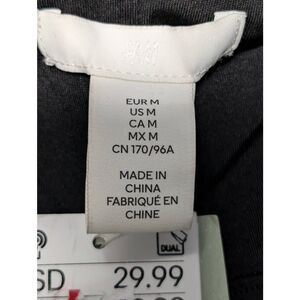 H&M
EUR M
US M
CA M
MX M
CN 170/96A
MADE IN
CHINA
FABRIQUÉ EN
CHINE
DUAL
SD 29.99